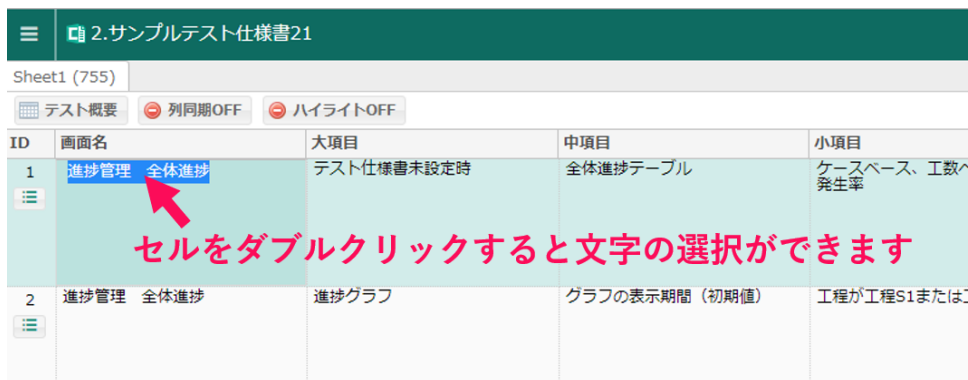 2.サンプルテスト仕様書21
Sheet1 (755)
テスト概要 列同期OFF ハイライトOFF
ID 画面名 大項目 中項目 小項目
1 進捗管理　全体進捗 テスト仕様書未設定時 全体進捗テーブル ケースベース、工数ベ
発生率
セルをダブルクリックすると文字の選択ができます
2 進捗管理　全体進捗 進捗グラフ グラフの表示期間（初期値） 工程が工程S1または